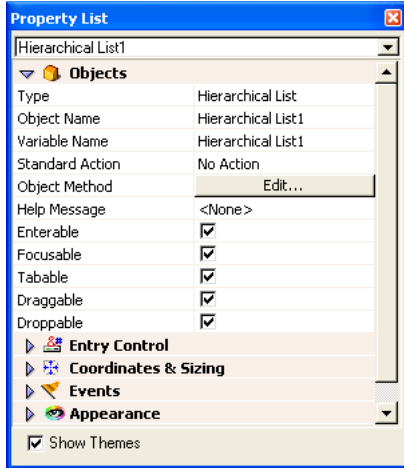 Property List
Hierarchical List1
Objects
Type Hierarchical List
Object Name Hierarchical List1
Variable Name Hierarchical List1
Standard Action No Action
Object Method Edit...
Help Message <None>
Enterable
Focusable
Tabable
Draggable
Droppable
Entry Control
Coordinates & Sizing
Events
Appearance
Show Themes